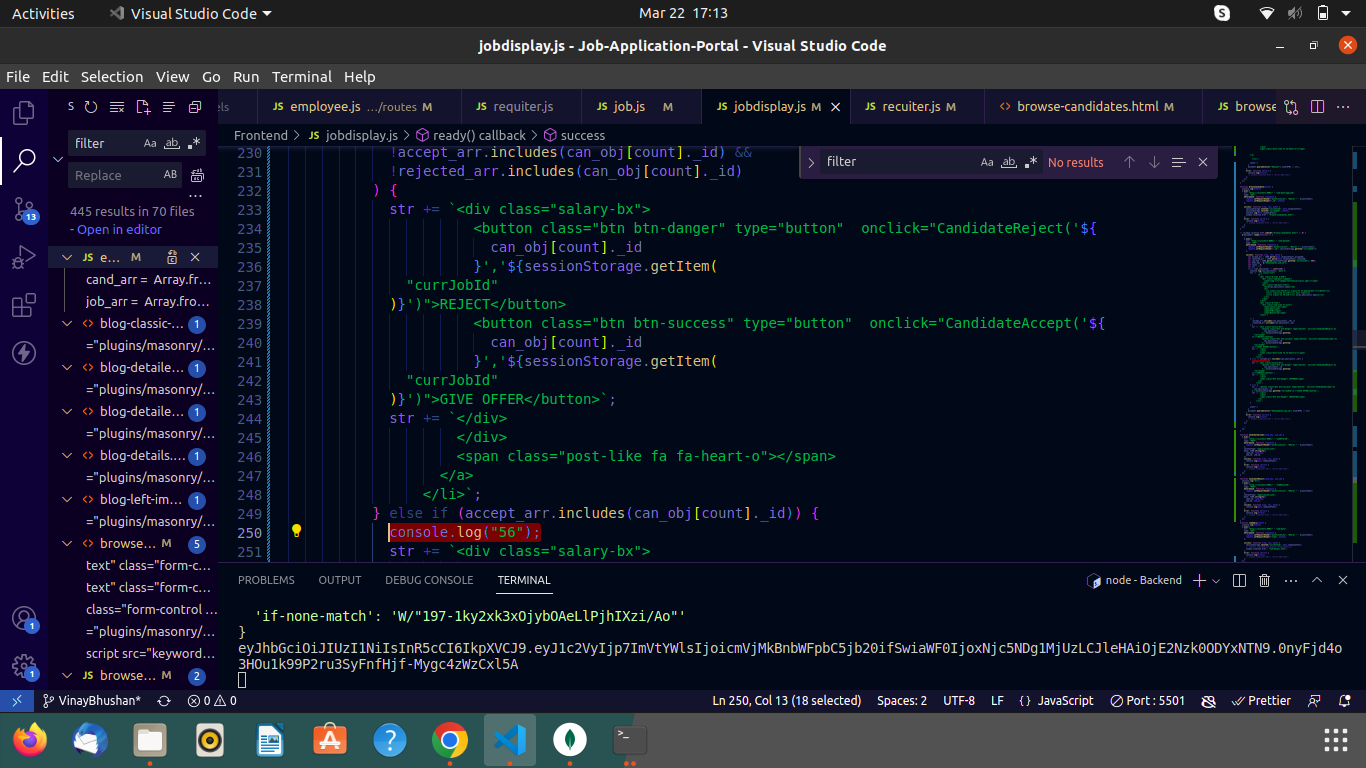 Activities
Visual Studio Code
Mar 22 17:13
jobdisplay.js - Job-Application-Portal - Visual Studio Code
File Edit Selection View Go Run Terminal Help
S
els
JS employee.js …/routes M
JS requiter.js
JS job.js M
JS jobdisplay.js M
JS recuiter.js M
<> browse-candidates.html M
JS browse
filter
Aa ab
Replace
AB
445 results in 70 files
- Open in editor
JS e… M
cand_arr = Array.fr…
job_arr = Array.fro…
<> blog-classic-… 1
="plugins/masonry/…
<> blog-detaile… 1
="plugins/masonry/…
<> blog-detaile… 1
="plugins/masonry/…
<> blog-details… 1
="plugins/masonry/…
<> blog-left-im… 1
="plugins/masonry/…
<> browse… M 5
text" class="form-c…
text" class="form-c…
class="form-control …
="plugins/masonry/…
script src="keyword…
JS browse… M 2
13
1
1
Frontend > JS jobdisplay.js > ready() callback > success
filter
Aa ab
No results
230 !accept_arr.includes(can_obj[count]._id) &&
231 !rejected_arr.includes(can_obj[count]._id)
232 ) {
233 str += `<div class="salary-bx">
234 <button class="btn btn-danger" type="button"  onclick="CandidateReject('${
235 can_obj[count]._id
236 }','${sessionStorage.getItem(
237 "currJobId"
238 )}')">REJECT</button>
239 <button class="btn btn-success" type="button"  onclick="CandidateAccept('${
240 can_obj[count]._id
241 }','${sessionStorage.getItem(
242 "currJobId"
243 )}')">GIVE OFFER</button>`;
244 str += `</div>
245 </div>
246 <span class="post-like fa fa-heart-o"></span>
247 </a>
248 </li>`;
249 } else if (accept_arr.includes(can_obj[count]._id)) {
250 console.log("56");
251 str += `<div class="salary-bx">
PROBLEMS OUTPUT DEBUG CONSOLE TERMINAL
node - Backend
'if-none-match': 'W/"197-1ky2xk3xOjybOAeLlPjhIXzi/Ao"'
}
eyJhbGciOiJIUzI1NiIsInR5cCI6IkpXVCJ9.eyJ1c2VyIjp7ImVtYWlsIjoicmVjMkBnbWFpbC5jb20ifSwiaWF0IjoxNjc5NDg1MjUzLCJleHAiOjE2Nzk0ODYxNTN9.0nyFjd4o
3HOu1k99P2ru3SyFnfHjf-Mygc4zWzCxl5A
VinayBhushan*
0 0
Ln 250, Col 13 (18 selected)
Spaces: 2
UTF-8
LF
{} JavaScript
Port : 5501
Prettier